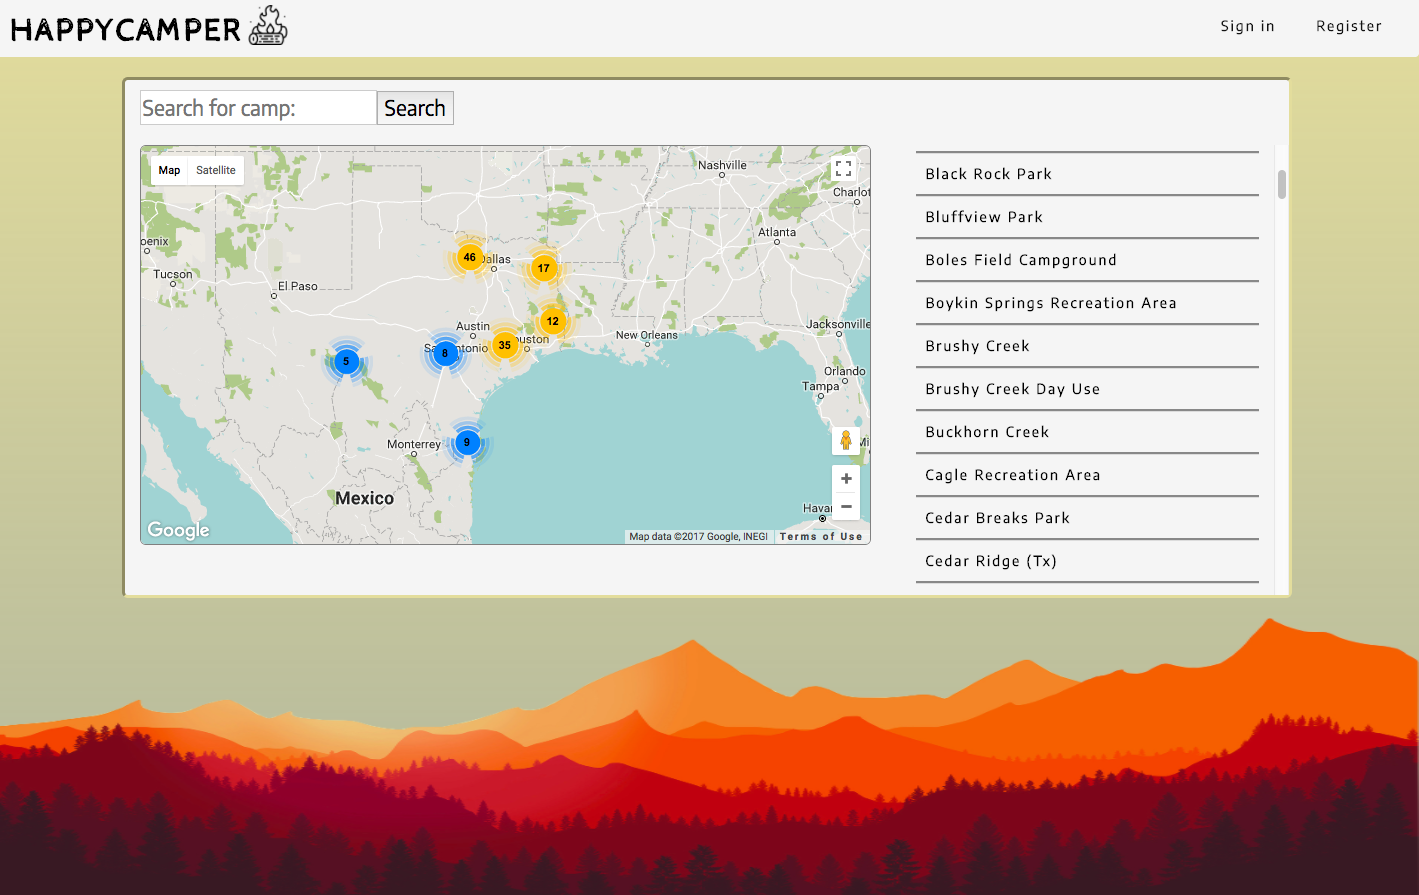 HAPPYCAMPER
Sign in
Register
Search for camp:
Search
Map
Satellite
Nashville
Charlot
Atlanta
oenix
Tucson
El Paso
46
Dallas
17
12
Austin
35
ouston
San
tonio
8
5
New Orleans
Jacksonville
Orlando
Tampa
Monterrey
9
Mi
Mexico
Hava
Google
Map data ©2017 Google, INEGI
Terms of Use
Black Rock Park
Bluffview Park
Boles Field Campground
Boykin Springs Recreation Area
Brushy Creek
Brushy Creek Day Use
Buckhorn Creek
Cagle Recreation Area
Cedar Breaks Park
Cedar Ridge (Tx)